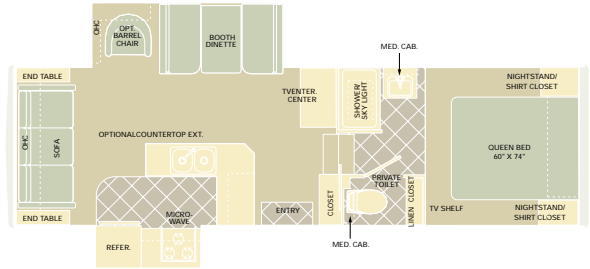 OHC
OPT.
BARREL
CHAIR
BOOTH
DINETTE
MED. CAB.
END TABLE
TVENTER.
CENTER
SHOWER/
SKY LIGHT
NIGHTSTAND/
SHIRT CLOSET
OHC
SOFA
OPTIONALCOUNTERTOP EXT.
QUEEN BED
60" X 74"
PRIVATE
TOILET
CLOSET
LINEN CLOSET
TV SHELF
NIGHTSTAND/
SHIRT CLOSET
END TABLE
MICRO-
WAVE
ENTRY
REFER.
MED. CAB.